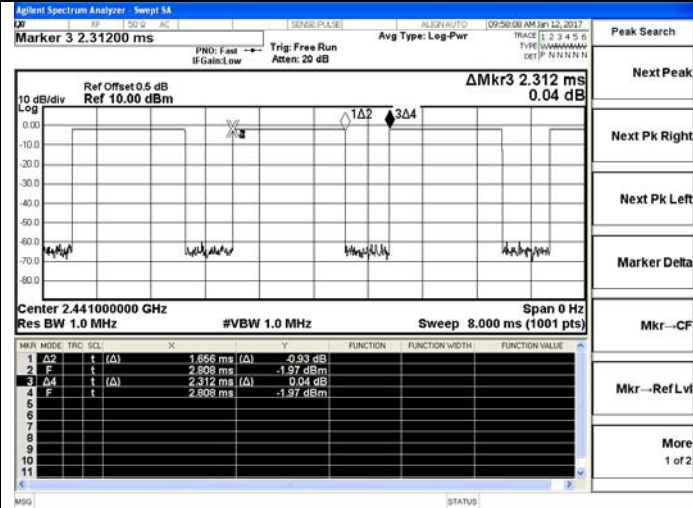 Agilent Spectrum Analyzer - Swept SA
LXI RF 50 Ω AC SENSE:PULSE ALIGN AUTO 09:58:08 AM Jan 12, 2017
Marker 3 2.31200 ms
PNO: Fast
IFGain:Low
Trig: Free Run
Atten: 20 dB
Avg Type: Log-Pwr
TRACE 1 2 3 4 5 6
TYPE WWWWWW
DET P N N N N N
Peak Search
Next Peak
Next Pk Right
Next Pk Left
Marker Delta
Mkr→CF
Mkr→Ref Lvl
More
1 of 2
Ref Offset 0.5 dB
10 dB/div Ref 10.00 dBm
ΔMkr3 2.312 ms
0.04 dB
Log
0.00
-10.0
-20.0
-30.0
-40.0
-50.0
-60.0
-70.0
-80.0
1Δ2
3Δ4
Center 2.441000000 GHz Span 0 Hz
Res BW 1.0 MHz #VBW 1.0 MHz Sweep 8.000 ms (1001 pts)
MKR MODE TRC SCL X Y FUNCTION FUNCTION WIDTH FUNCTION VALUE
1 Δ2 t (Δ) 1.656 ms (Δ) -0.93 dB
2 F t 2.808 ms -1.97 dBm
3 Δ4 t (Δ) 2.312 ms (Δ) 0.04 dB
4 F t 2.808 ms -1.97 dBm
5
6
7
8
9
10
11
MSG STATUS